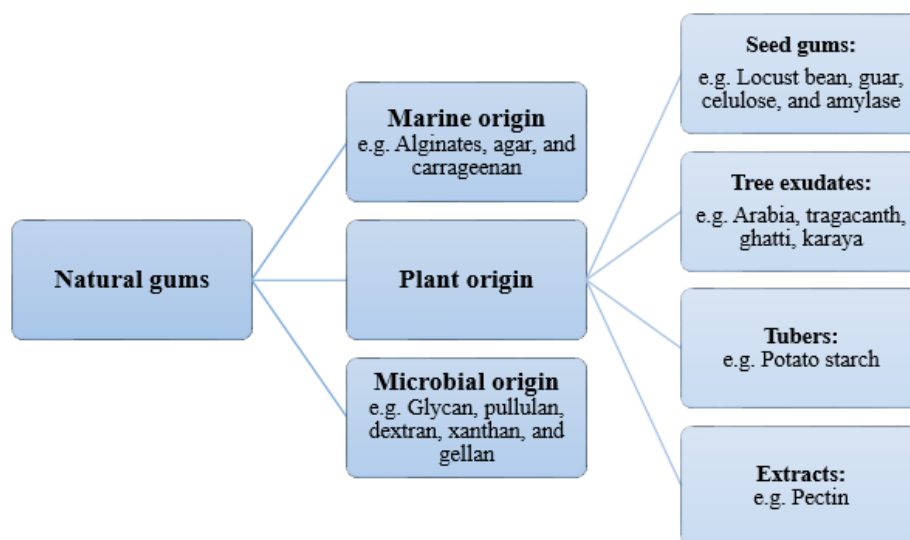 Natural gums
Marine origin
e.g. Alginates, agar, and
carrageenan
Plant origin
Microbial origin
e.g. Glycan, pullulan,
dextran, xanthan, and
gellan
Seed gums:
e.g. Locust bean, guar,
celulose, and amylase
Tree exudates:
e.g. Arabia, tragacanth,
ghatti, karaya
Tubers:
e.g. Potato starch
Extracts:
e.g. Pectin